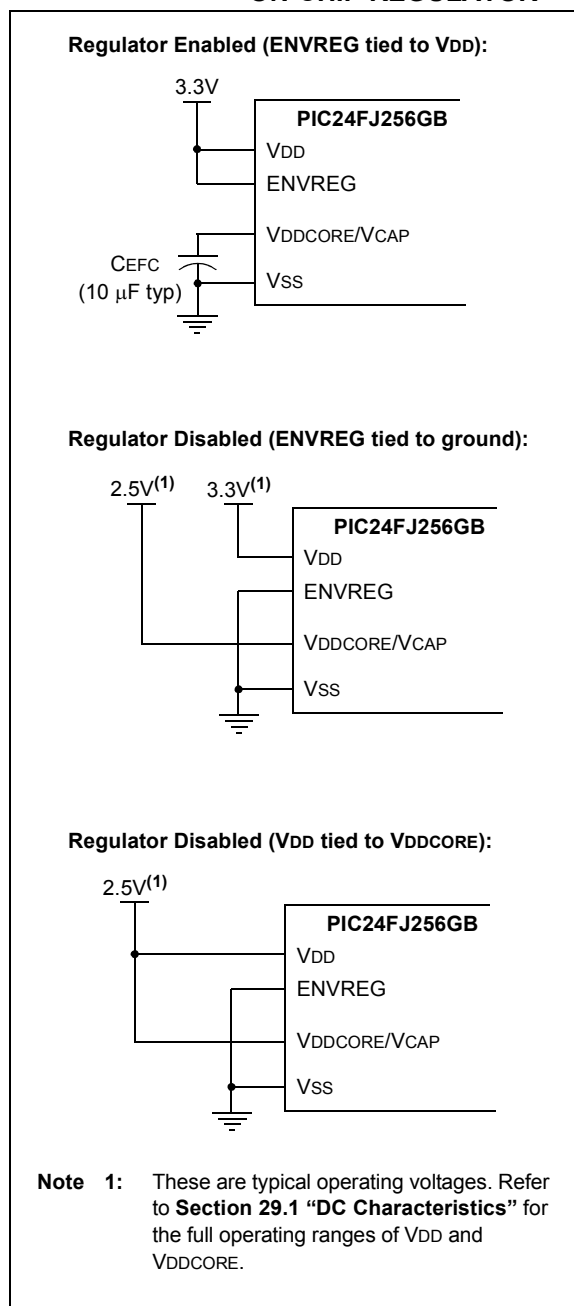 ON-CHIP REGULATOR
Regulator Enabled (ENVREG tied to VDD):
3.3V
PIC24FJ256GB
VDD
ENVREG
VDDCORE/VCAP
CEFC
(10 μF typ)
VSS
Regulator Disabled (ENVREG tied to ground):
2.5V(1)
3.3V(1)
PIC24FJ256GB
VDD
ENVREG
VDDCORE/VCAP
VSS
Regulator Disabled (VDD tied to VDDCORE):
2.5V(1)
PIC24FJ256GB
VDD
ENVREG
VDDCORE/VCAP
VSS
Note 1: These are typical operating voltages. Refer
to Section 29.1 “DC Characteristics” for
the full operating ranges of VDD and
VDDCORE.